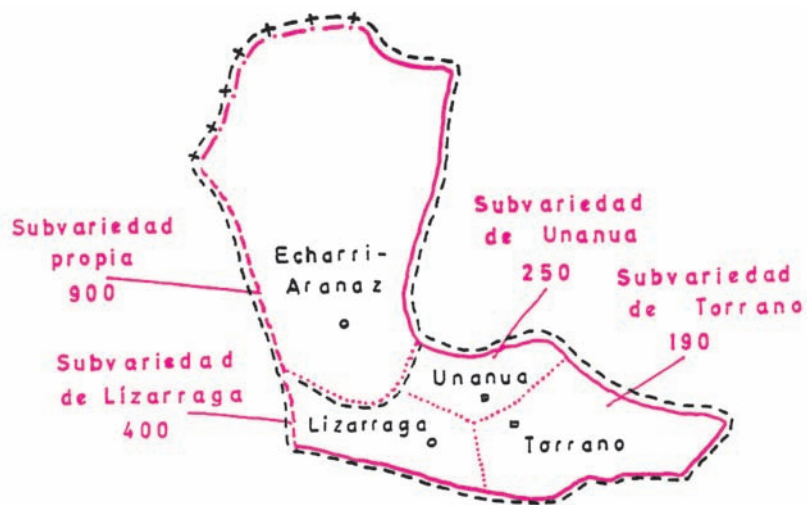 Subvariedad
propia
900
Echarri-
Aranaz
Subvariedad
de Unanua
250
Subvariedad
de Torrano
190
Subvariedad
de Lízarraga
400
Unanua
Lizarraga
Torrano